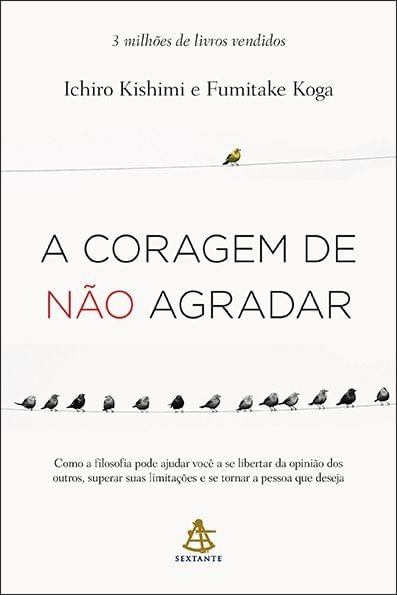 3 milhões de livros vendidos
Ichiro Kishimi e Fumitake Koga
A CORAGEM DE
NÃO AGRADAR
Como a filosofia pode ajudar você a se libertar da opinião dos
outros, superar suas limitações e se tornar a pessoa que deseja
SEXTANTE